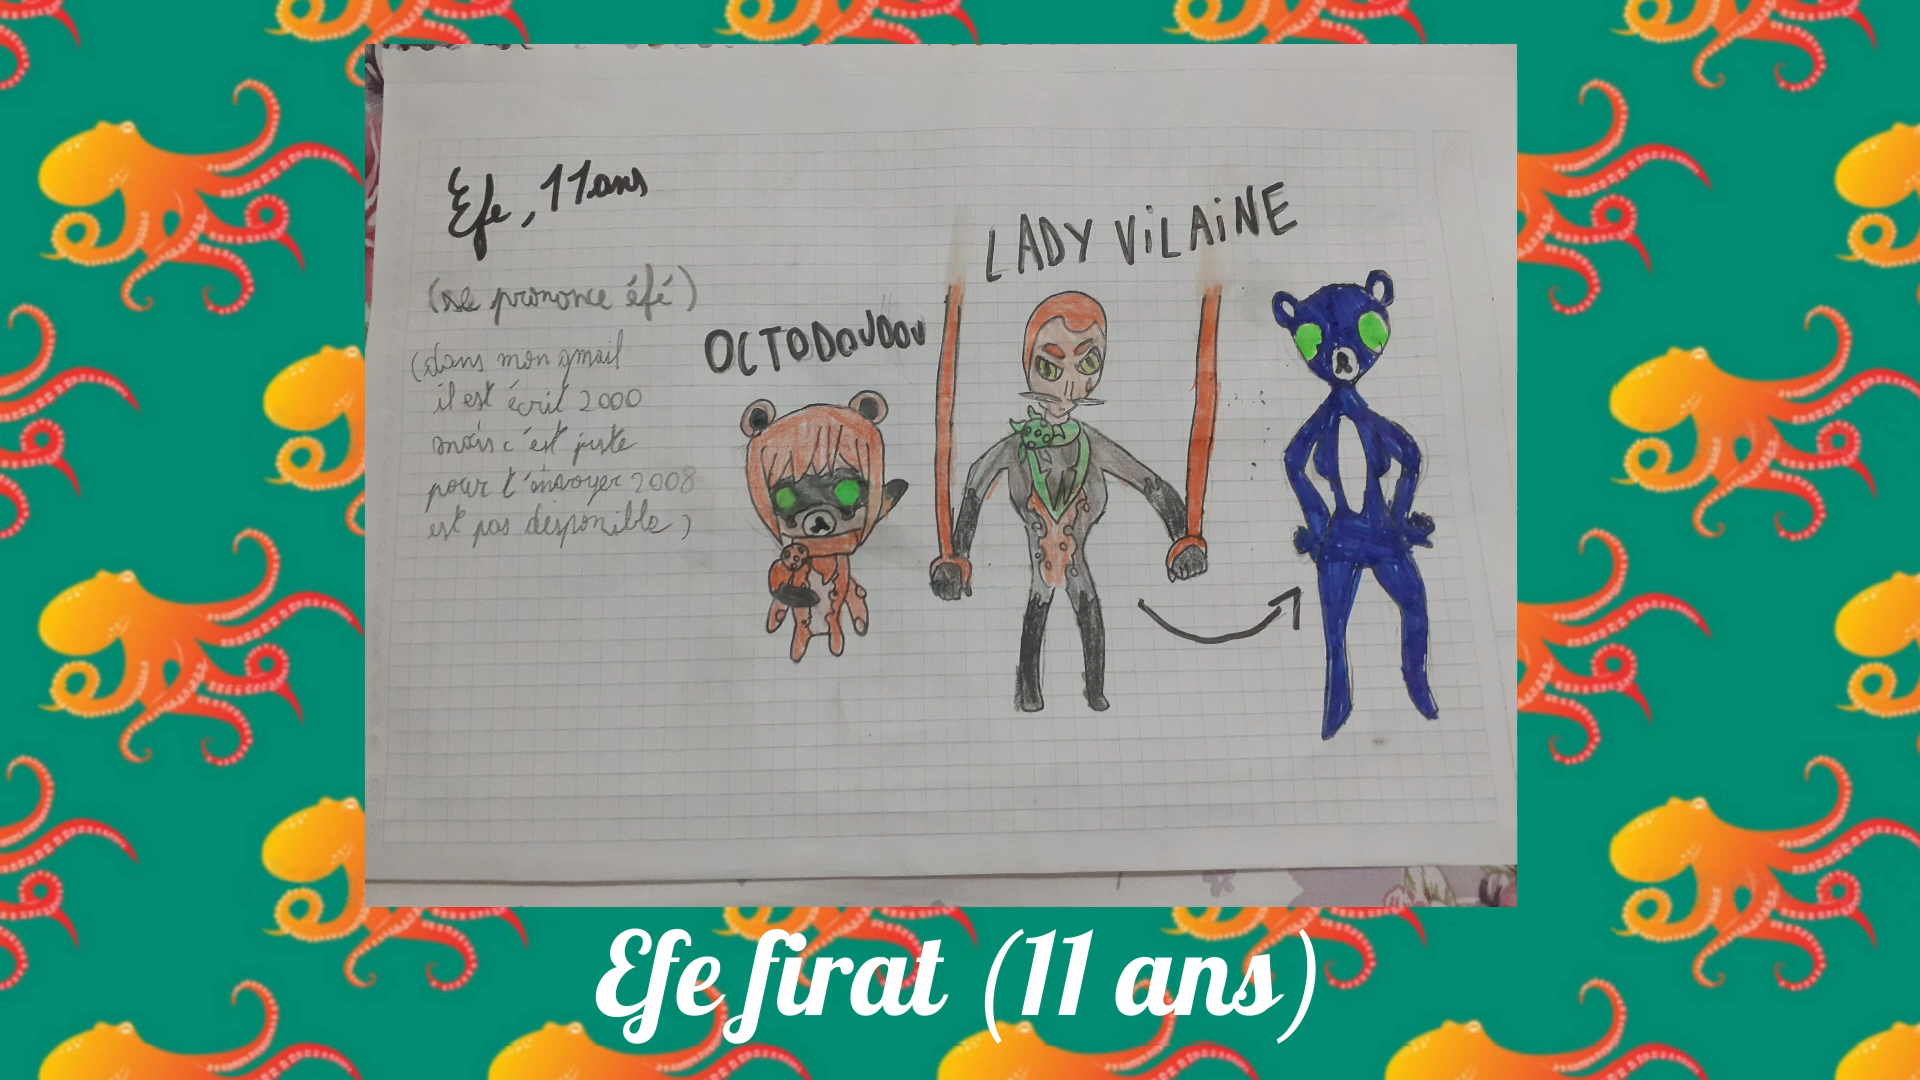 Efe, 11ans
(se prononce éfé)
(dans mon gmail
il est écrit 2000
mais c'est juste
pour l'envoyer 2008
est pas desponible)
OCTODOUDOU
LADY ViLAiNE
Efe firat (11 ans)